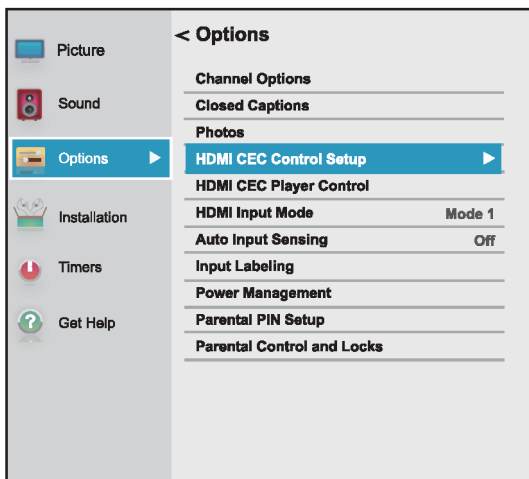 Picture
Sound
Options
Installation
Timers
Get Help
< Options
Channel Options
Closed Captions
Photos
HDMI CEC Control Setup
HDMI CEC Player Control
HDMI Input Mode Mode 1
Auto Input Sensing Off
Input Labeling
Power Management
Parental PIN Setup
Parental Control and Locks